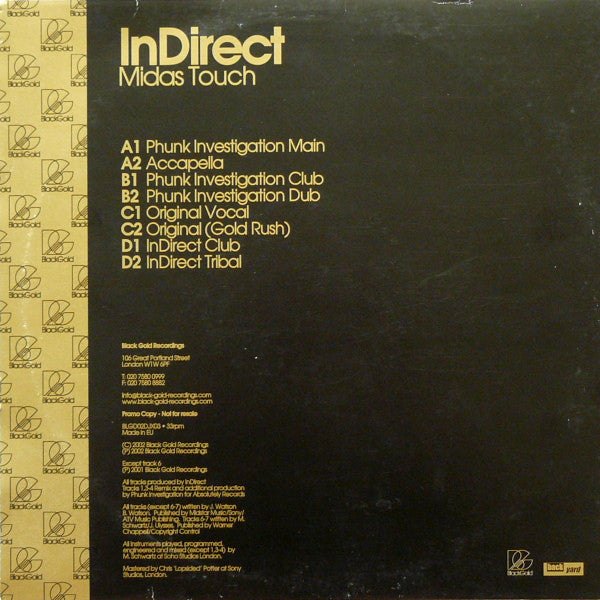 InDirect
Midas Touch
A1 Phunk Investigation Main
A2 Accapella
B1 Phunk Investigation Club
B2 Phunk Investigation Dub
C1 Original Vocal
C2 Original (Gold Rush)
D1 InDirect Club
D2 InDirect Tribal
Black Gold Recordings
106 Great Portland Street
London W1W 6PF
T: 020 7580 0999
F: 020 7580 8882
info@black-gold-recordings.com
www.black-gold-recordings.com
Promo Copy - Not for resale
BLGD02DJX03 • 33rpm
Made in EU
(C) 2002 Black Gold Recordings
(P) 2002 Black Gold Recordings
Except track 6
(P) 2001 Black Gold Recordings
All tracks produced by InDirect
Tracks 1,3-4 Remix and additional production
by Phunk Investigation for Absolutely Records
All tracks (except 6-7) written by J. Watson
B. Watson. Published by Midstar Music/Sony/
ATV Music Publishing. Tracks 6-7 written by M.
Schwartz/J. Ulysses. Published by Warner
Chappel/Copyright Control
All Instruments played, programmed,
engineered and mixed (except 1,3-4) by
M. Schwartz at Soho Studios London.
Mastered by Chris 'Lopsided' Potter at Sony
Studios, London.
BlackGold
back yard